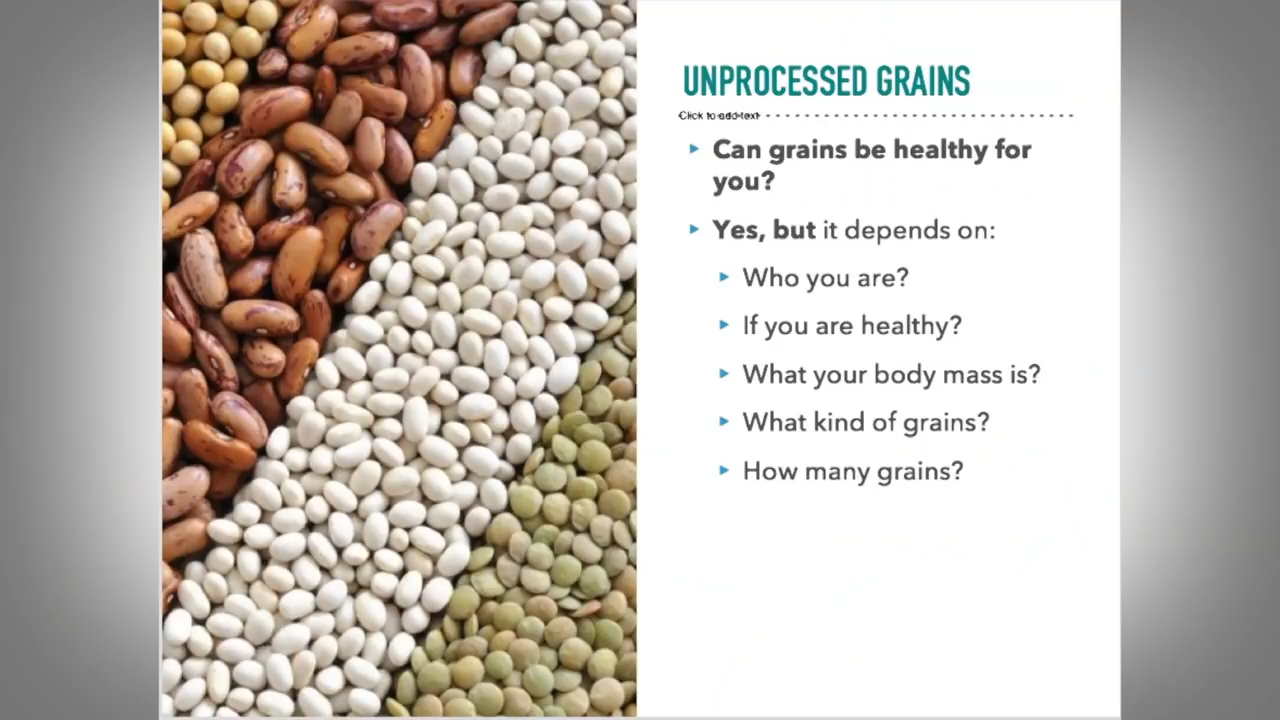 UNPROCESSED GRAINS
Click to add text
Can grains be healthy for
you?
Yes, but it depends on:
Who you are?
If you are healthy?
What your body mass is?
What kind of grains?
How many grains?